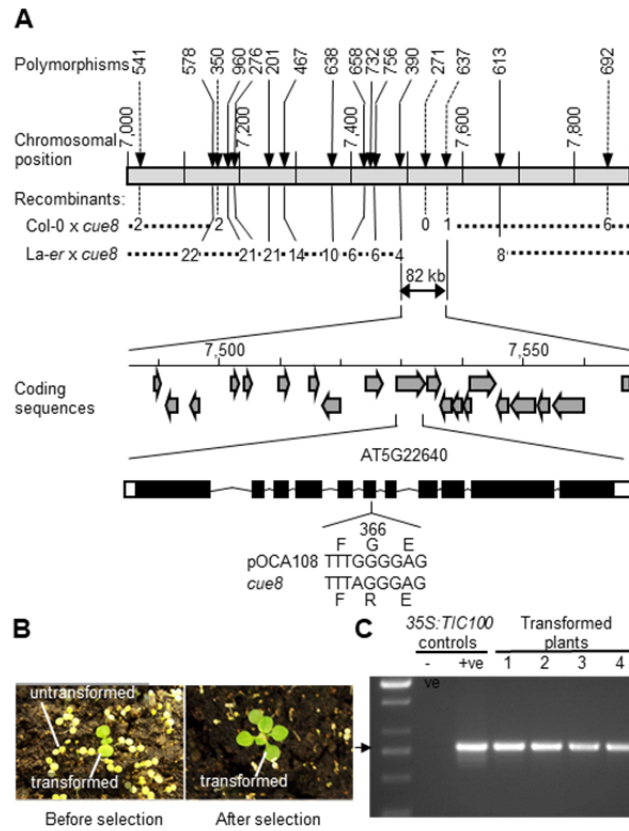 A
Polymorphisms
541 578 350 960 276 201 467 638 658 732 756 390 271 637 613 692
Chromosomal position
7,000 7,200 7,400 7,600 7,800
Recombinants:
Col-0 x cue8 2 2 0 1 6
La-er x cue8 22 21 21 14 10 6 6 4 8
82 kb
7,500 7,550
Coding sequences
AT5G22640
366
F G E
pOCA108 TTTGGGGAG
cue8 TTTAGGGAG
F R E
B
untransformed
transformed
Before selection
transformed
After selection
C
35S:TIC100 controls
Transformed plants
-ve +ve 1 2 3 4